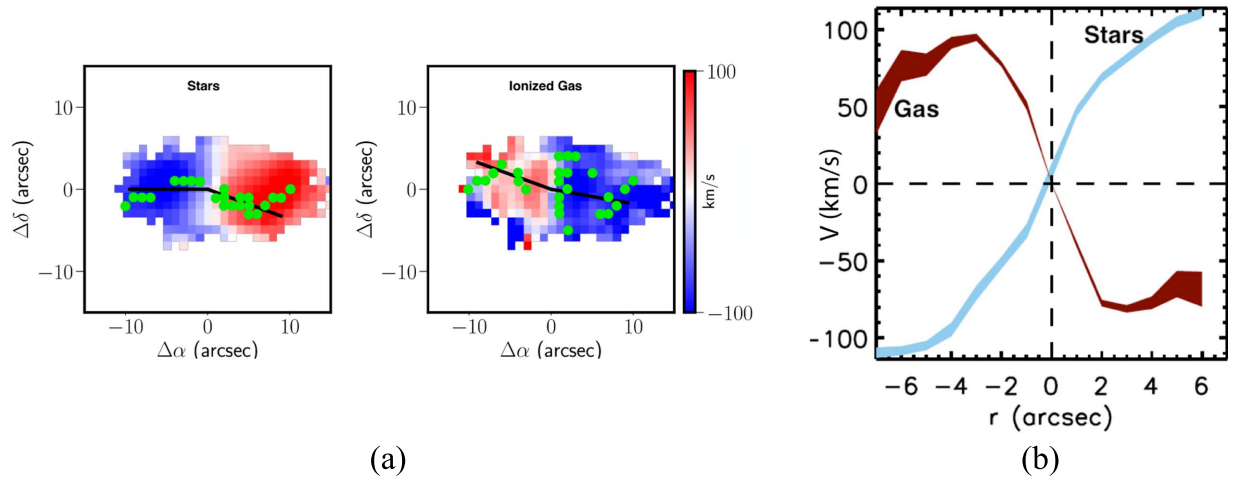 Stars
Ionized Gas
100
km/s
−100
10
0
−10
Δδ (arcsec)
−10
0
10
Δα (arcsec)
10
0
−10
Δδ (arcsec)
−10
0
10
Δα (arcsec)
(a)
100
50
0
-50
-100
V (km/s)
Stars
Gas
-6
-4
-2
0
2
4
6
r (arcsec)
(b)